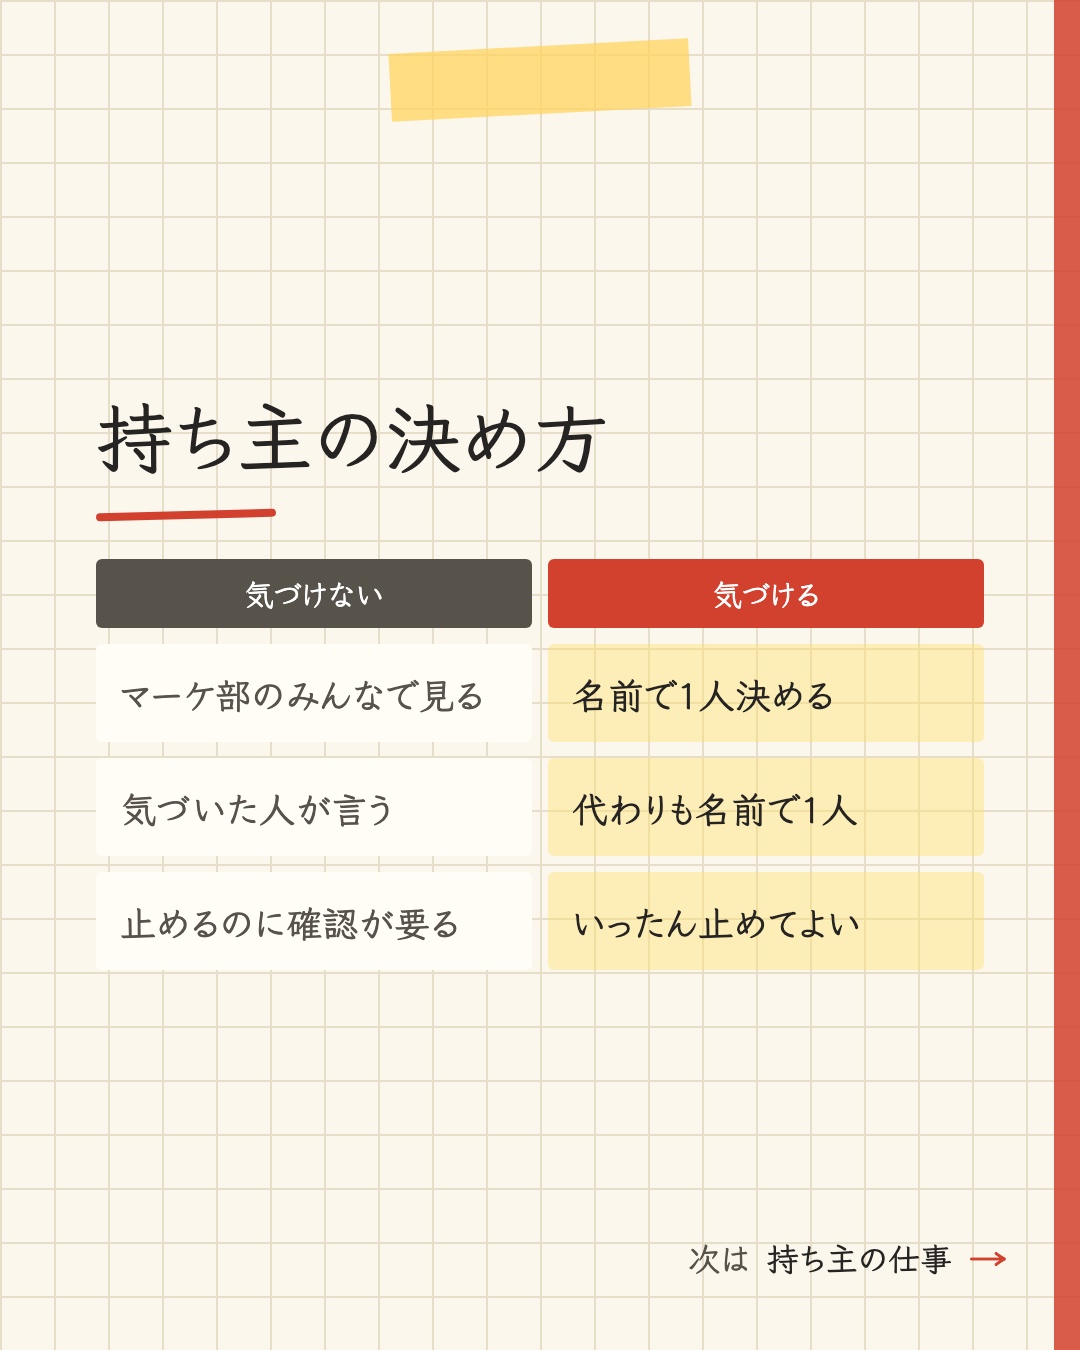 持ち主の決め方
気づけない
気づける
マーケ部のみんなで見る
名前で1人決める
気づいた人が言う
代わりも名前で1人
止めるのに確認が要る
いったん止めてよい
次は 持ち主の仕事 →